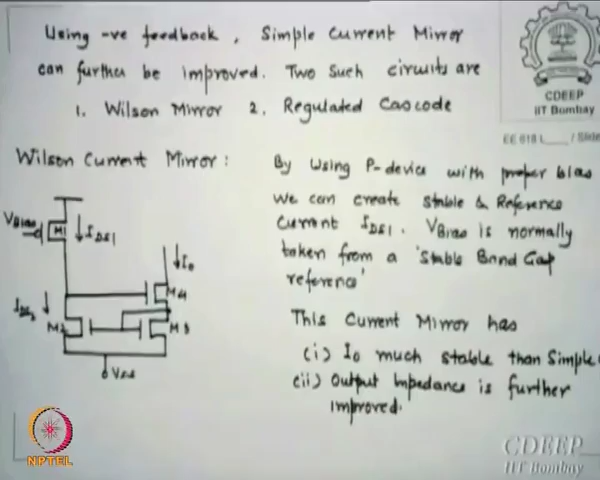 Using -ve feedback, Simple Current Mirror
can further be improved. Two Such circuits are
1. Wilson Mirror 2. Regulated Cascode
CDEEP
IIT Bombay
EE 618 L___ / Slide
Wilson Current Mirror:
By Using P-device with proper bias
we can create stable & Reference
Current IDS1. VBias is normally
taken from a 'Stable Band Gap
reference'
This Current Mirror has
(i) Io much stable than Simple
(ii) Output Impedance is further
improved.
VBias
M1
IDS1
Io
M4
IDS2
M2
M3
VSS
NPTEL
CDEEP
IIT Bombay